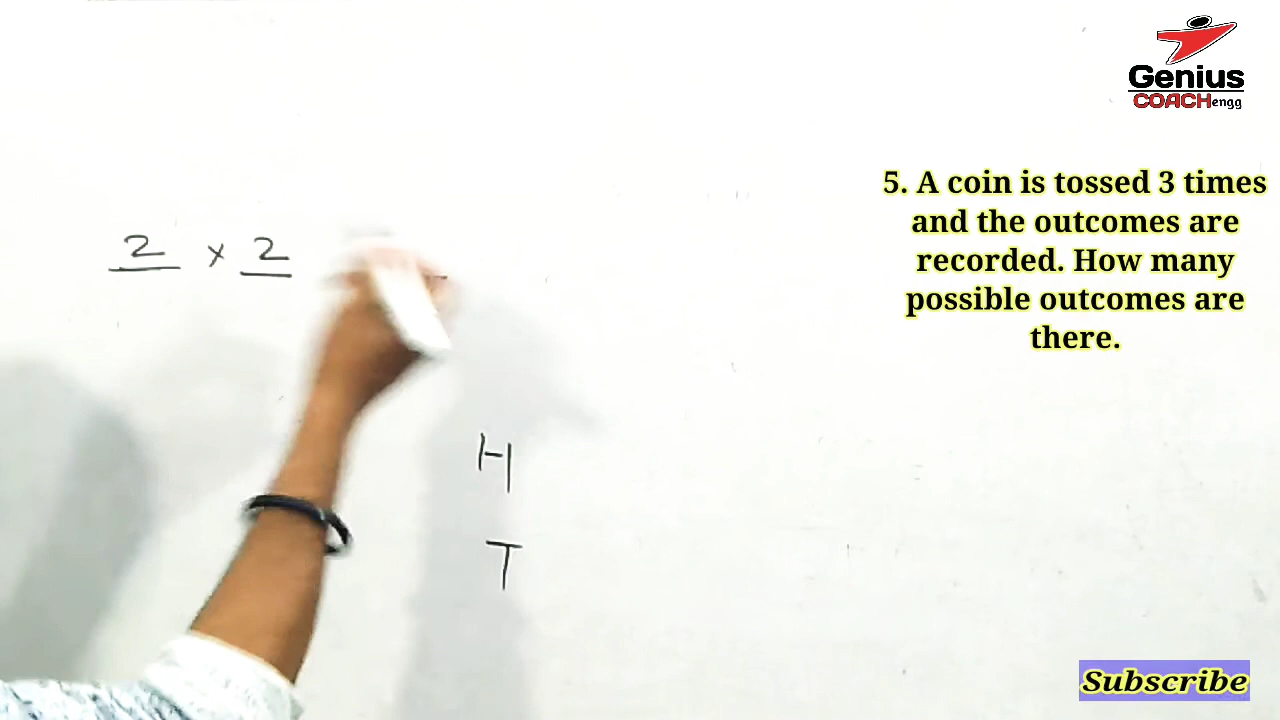 Genius
COACHengg
5. A coin is tossed 3 times
and the outcomes are
recorded. How many
possible outcomes are
there.
2 × 2
H
T
Subscribe